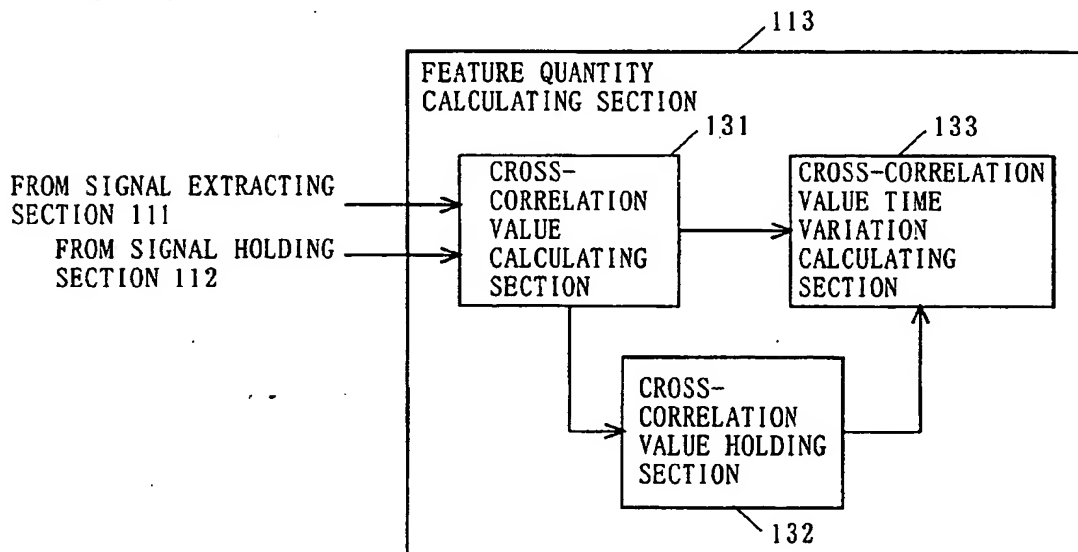 113
FEATURE QUANTITY
CALCULATING SECTION
131
133
FROM SIGNAL EXTRACTING
SECTION 111
FROM SIGNAL HOLDING
SECTION 112
CROSS-
CORRELATION
VALUE
CALCULATING
SECTION
CROSS-CORRELATION
VALUE TIME
VARIATION
CALCULATING
SECTION
CROSS-
CORRELATION
VALUE HOLDING
SECTION
132